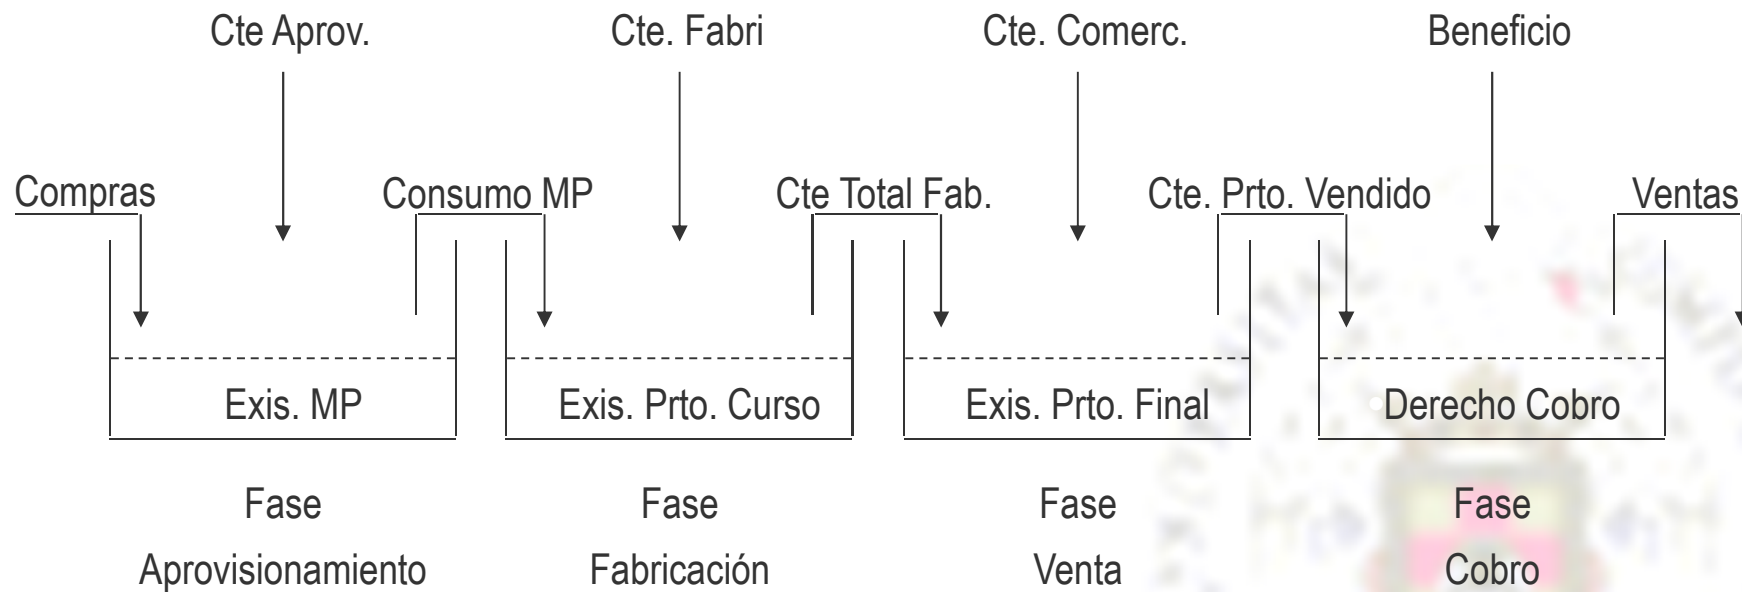 Cte Aprov.
Cte. Fabri
Cte. Comerc.
Beneficio
Compras
Consumo MP
Cte Total Fab.
Cte. Prto. Vendido
Ventas
Exis. MP
Exis. Prto. Curso
Exis. Prto. Final
Derecho Cobro
Fase
Aprovisionamiento
Fase
Fabricación
Fase
Venta
Fase
Cobro